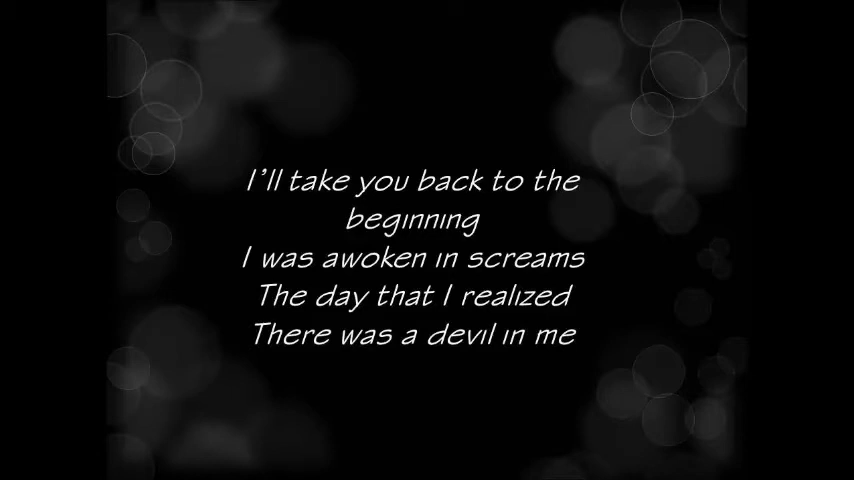 I'll take you back to the
beginning
I was awoken in screams
The day that I realized
There was a devil in me